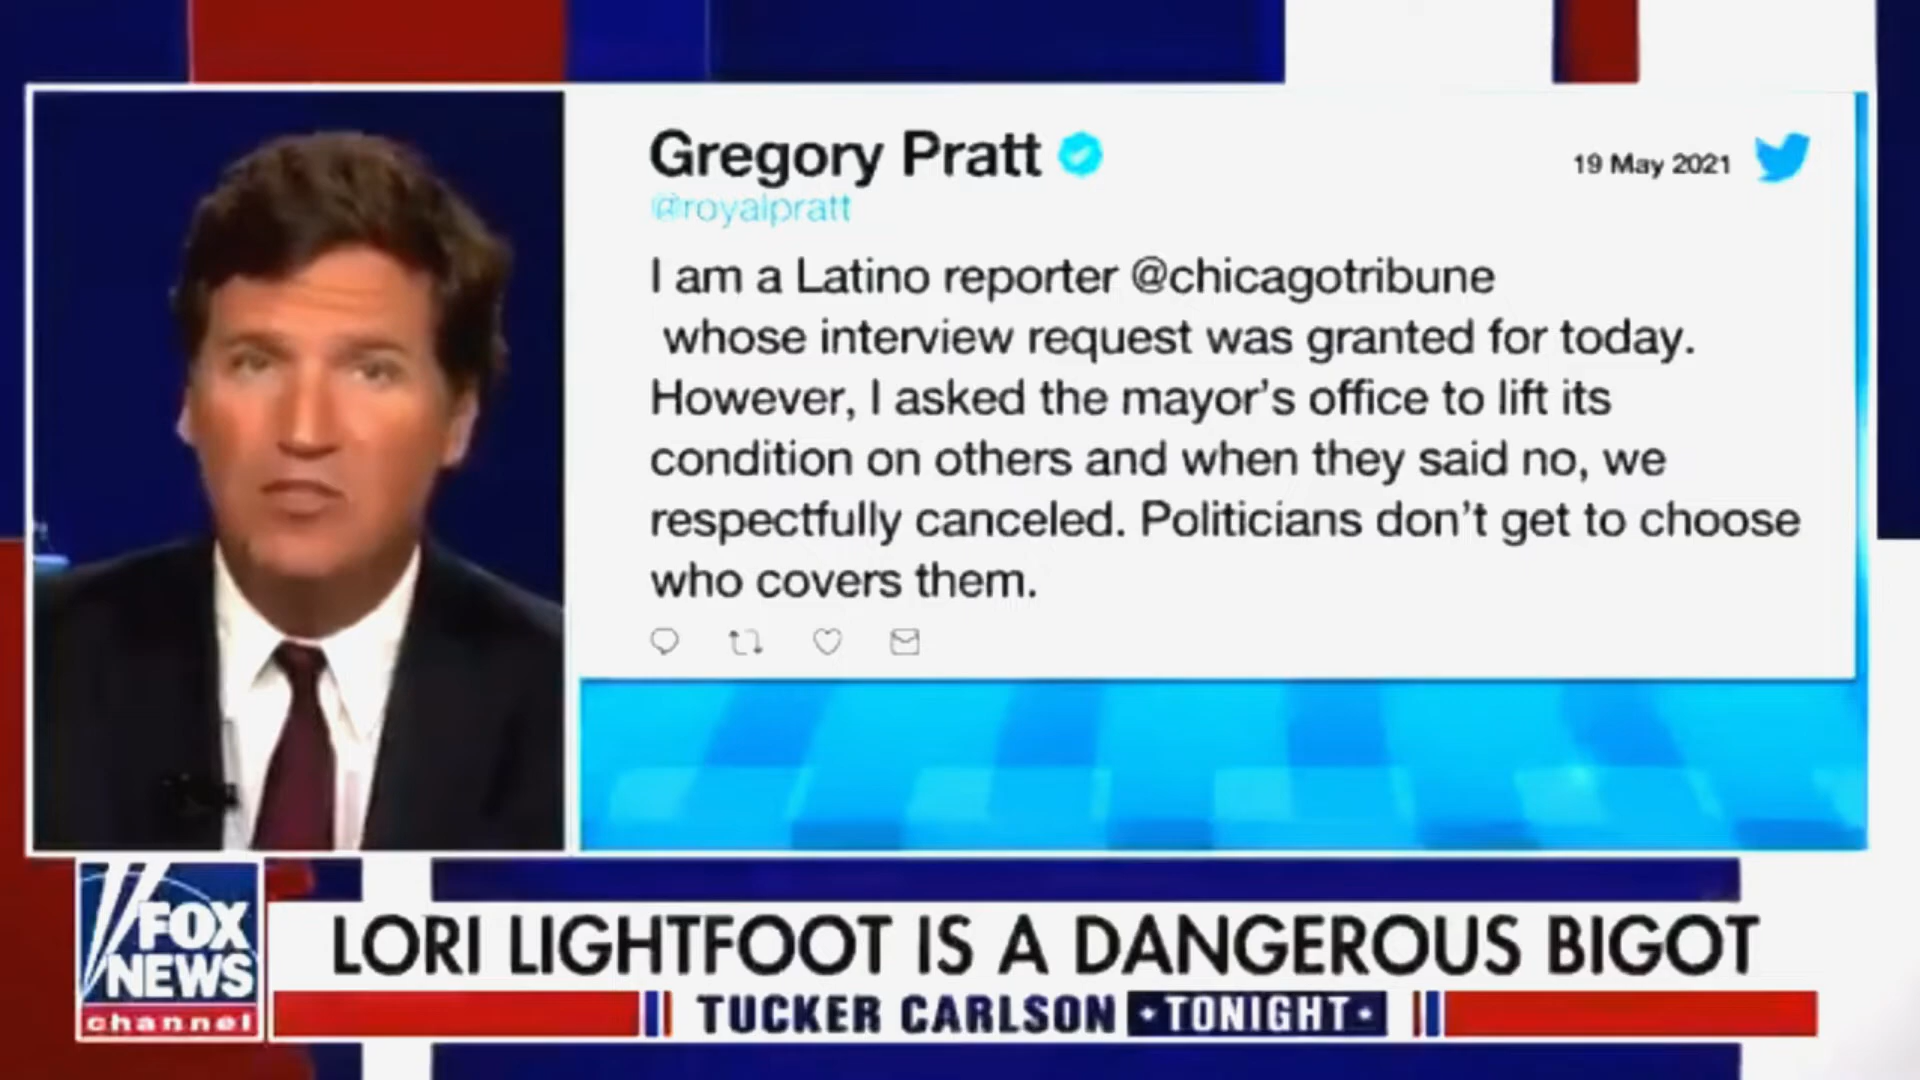 Gregory Pratt
19 May 2021
@royalpratt
I am a Latino reporter @chicagotribune
whose interview request was granted for today.
However, I asked the mayor's office to lift its
condition on others and when they said no, we
respectfully canceled. Politicians don't get to choose
who covers them.
FOX
NEWS
channel
LORI LIGHTFOOT IS A DANGEROUS BIGOT
TUCKER CARLSON TONIGHT